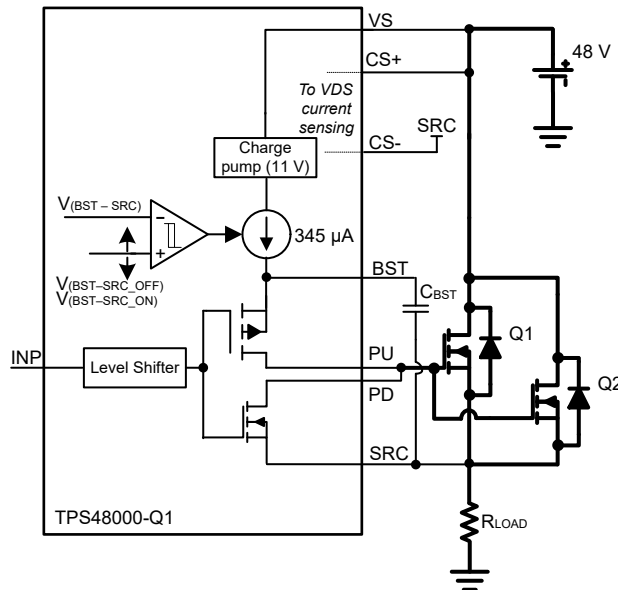 VS
48 V
CS+
To VDS
current
sensing
SRC
CS-
Charge
pump (11 V)
V(BST – SRC)
345 µA
V(BST–SRC_OFF)
V(BST–SRC_ON)
BST
CBST
Q1
INP
Level Shifter
PU
PD
Q2
SRC
RLOAD
TPS48000-Q1